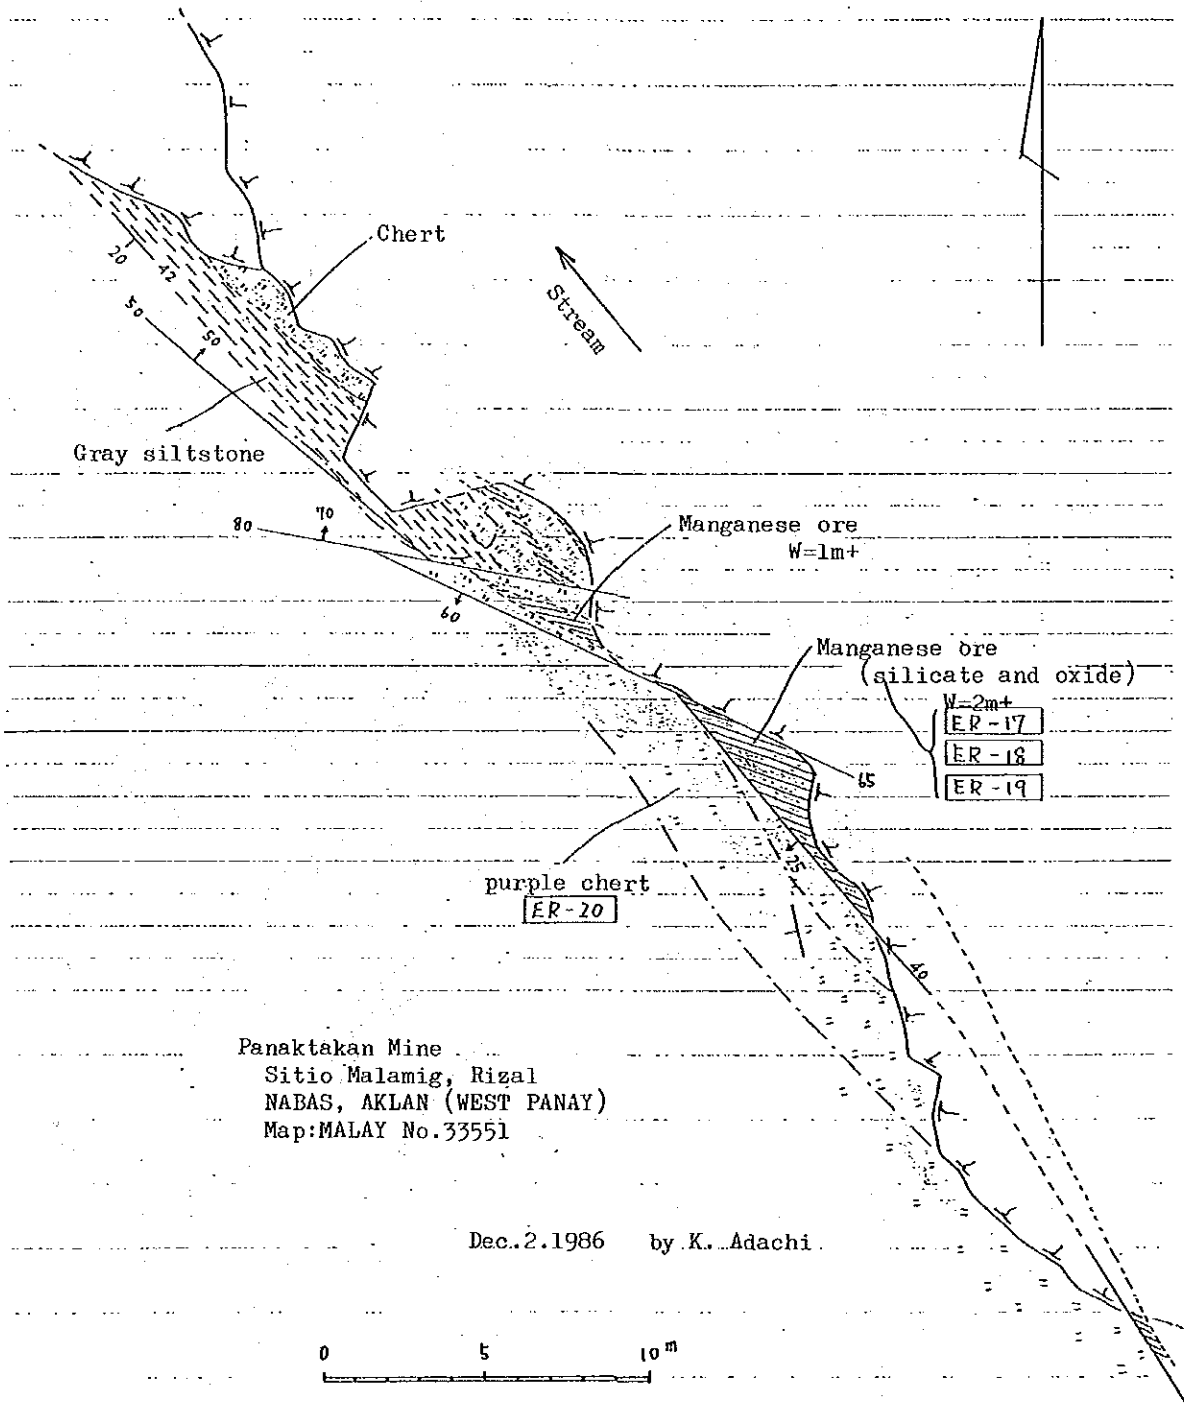 Chert
Stream
20
42
50
50
Gray siltstone
80
70
60
Manganese ore
W=1m+
Manganese ore
(silicate and oxide)
W=2m+
ER-17
ER-18
ER-19
65
25
purple chert
ER-20
40
Panaktakan Mine
Sitio Malamig, Rizal
NABAS, AKLAN (WEST PANAY)
Map:MALAY No.33551
Dec.2.1986 by K. Adachi
0 5 10 m